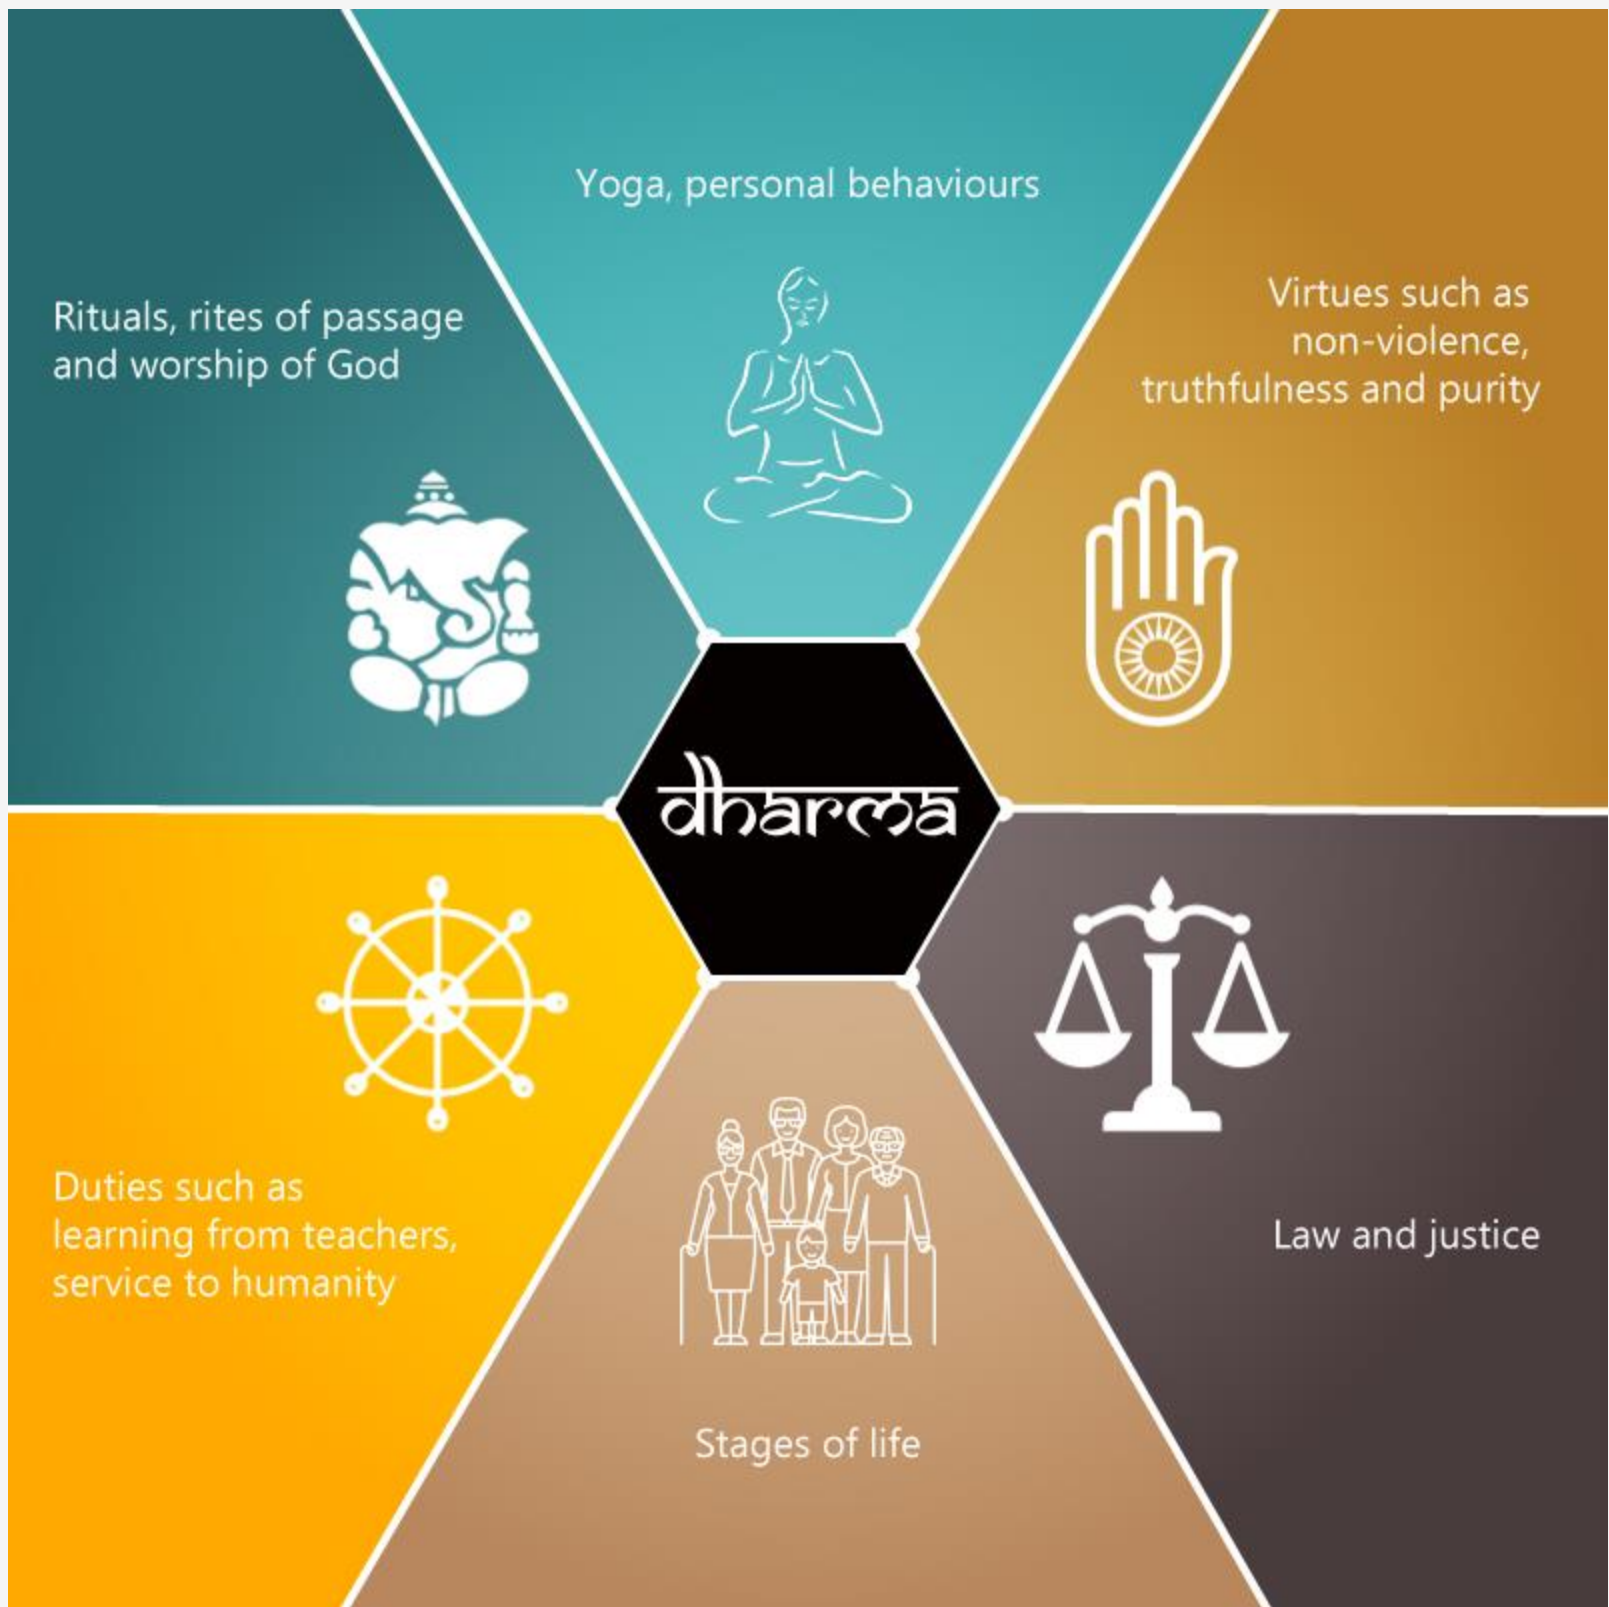 Yoga, personal behaviours
Rituals, rites of passage
and worship of God
Virtues such as
non-violence,
truthfulness and purity
dharma
Duties such as
learning from teachers,
service to humanity
Law and justice
Stages of life